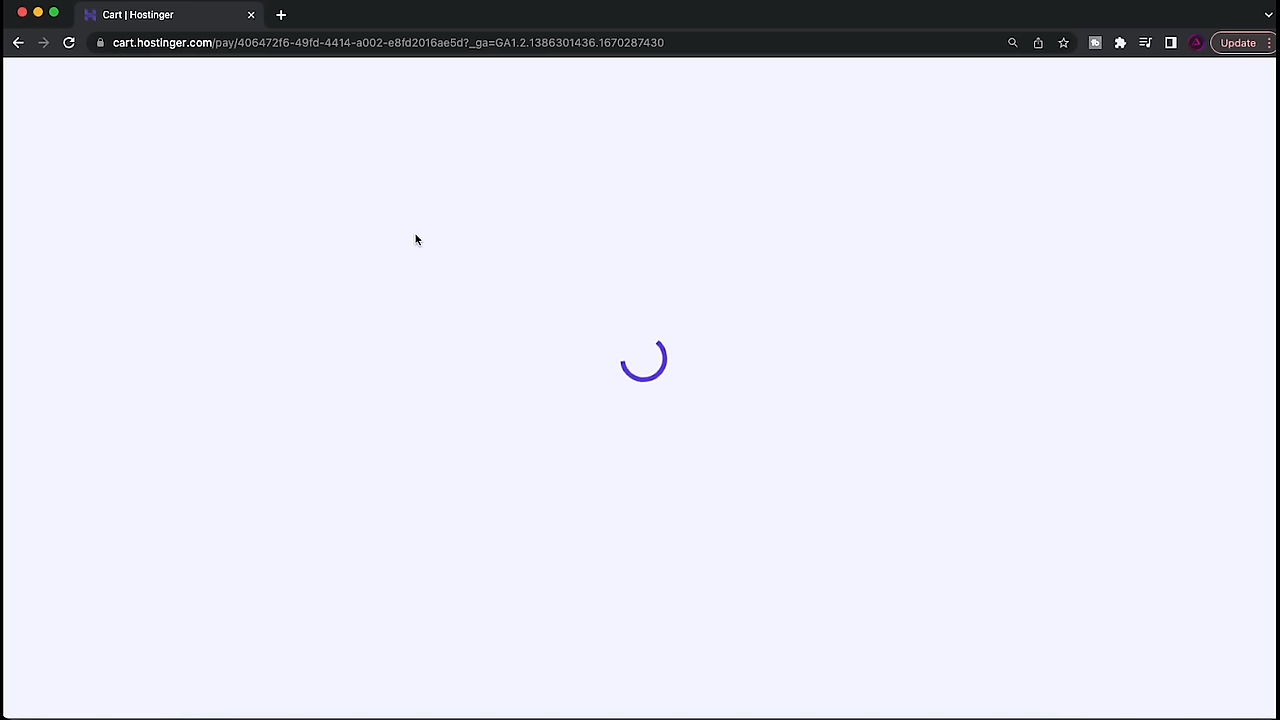 Cart | Hostinger
cart.hostinger.com/pay/406472f6-49fd-4414-a002-e8fd2016ae5d?_ga=GA1.2.1386301436.1670287430
Update